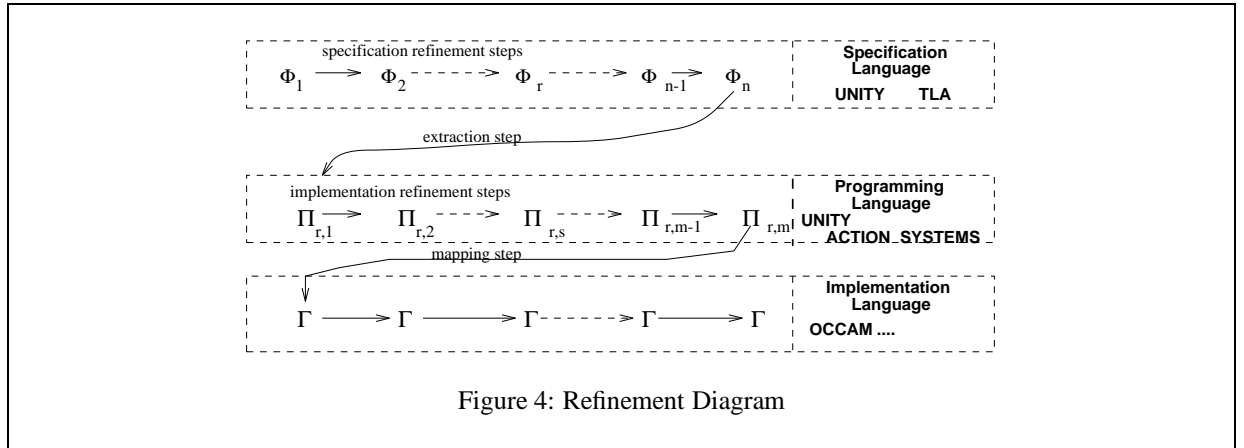 specification refinement steps
Φ1 Φ2 Φr Φn-1 Φn
Specification
Language
UNITY TLA
extraction step
implementation refinement steps
Πr,1 Πr,2 Πr,s Πr,m-1 Πr,m
Programming
Language
UNITY
ACTION SYSTEMS
mapping step
Γ Γ Γ Γ Γ
Implementation
Language
OCCAM ....
Figure 4: Refinement Diagram